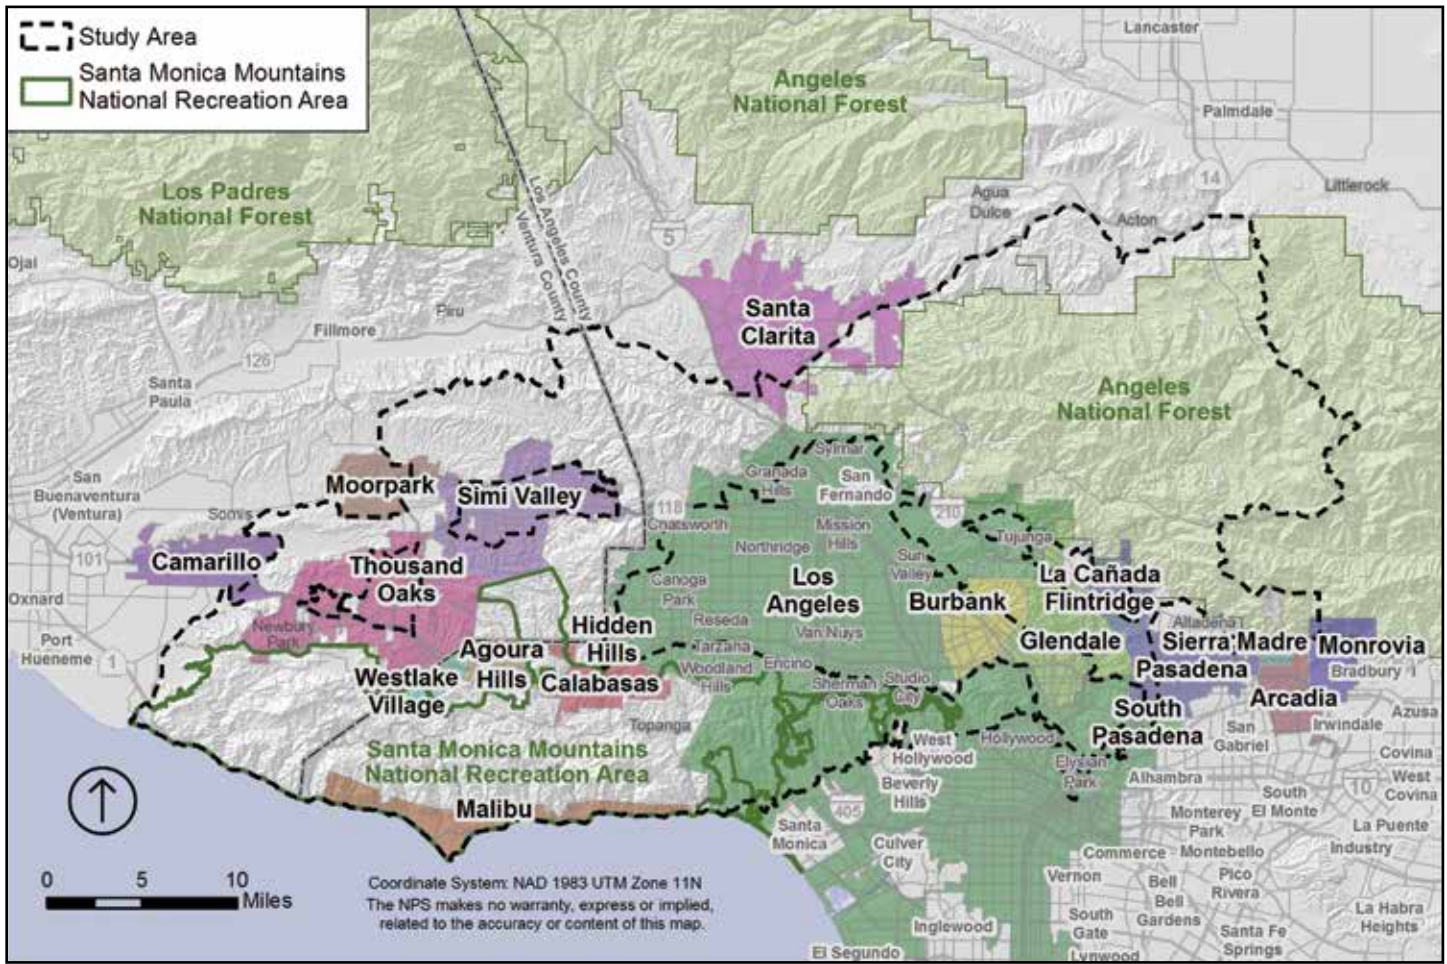 Study Area
Santa Monica Mountains
National Recreation Area
Lancaster
Angeles
National Forest
Palmdale
14
Littlerock
Los Padres
National Forest
Los Angeles County
Ventura County
Agua
Dulce
Acton
5
Ojai
Santa
Clarita
Piru
Fillmore
126
Santa
Paula
Angeles
National Forest
Sylmar
Granada
Hills
San
Fernando
Moorpark
Simi Valley
San
Buenaventura
(Ventura)
Somis
118
Chatsworth
210
Mission
Hills
Northridge
Tujunga
101
Camarillo
Thousand
Oaks
Sun
Valley
Canoga
Park
Los
Angeles
La Cañada
Flintridge
Burbank
Oxnard
Newbury
Park
Hidden
Hills
Reseda
Van Nuys
Altadena
Port
Hueneme
1
Agoura
Hills
Tarzana
Glendale
Sierra Madre
Monrovia
Westlake
Village
Calabasas
Woodland
Hills
Encino
Sherman
Oaks
Studio
City
Pasadena
Bradbury
Arcadia
South
Pasadena
Azusa
Topanga
San
Gabriel
Irwindale
Santa Monica Mountains
National Recreation Area
West
Hollywood
Hollywood
Elysian
Park
Covina
Alhambra
West
Covina
10
Beverly
Hills
South
El Monte
Malibu
405
Monterey
Park
La Puente
Santa
Monica
Culver
City
Commerce
Montebello
Industry
Vernon
Bell
Bell
Gardens
Pico
Rivera
0 5 10
Miles
Coordinate System: NAD 1983 UTM Zone 11N
The NPS makes no warranty, express or implied,
related to the accuracy or content of this map.
Inglewood
South
Gate
Santa Fe
Springs
La Habra
Heights
El Segundo
Lynwood